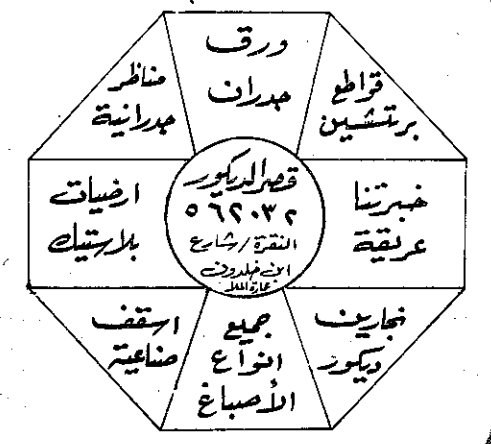 ورق
جدران
قواطع
برتشين
خبرتنا
عريقة
نجارين
ديكور
جميع
انواع
الأصباغ
اسقف
صناعية
ارضيات
بلاستيك
مناظر
جدرانية
قصر الديكور
٥٦٢٠٣٢
النقرة / شارع
ابن خلدون
عمارة الملا